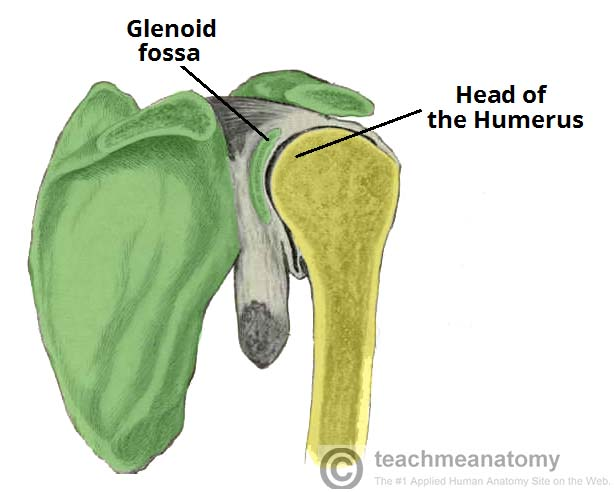 Glenoid
fossa
Head of
the Humerus
© teachmeanatomy
The #1 Applied Human Anatomy Site on the Web.